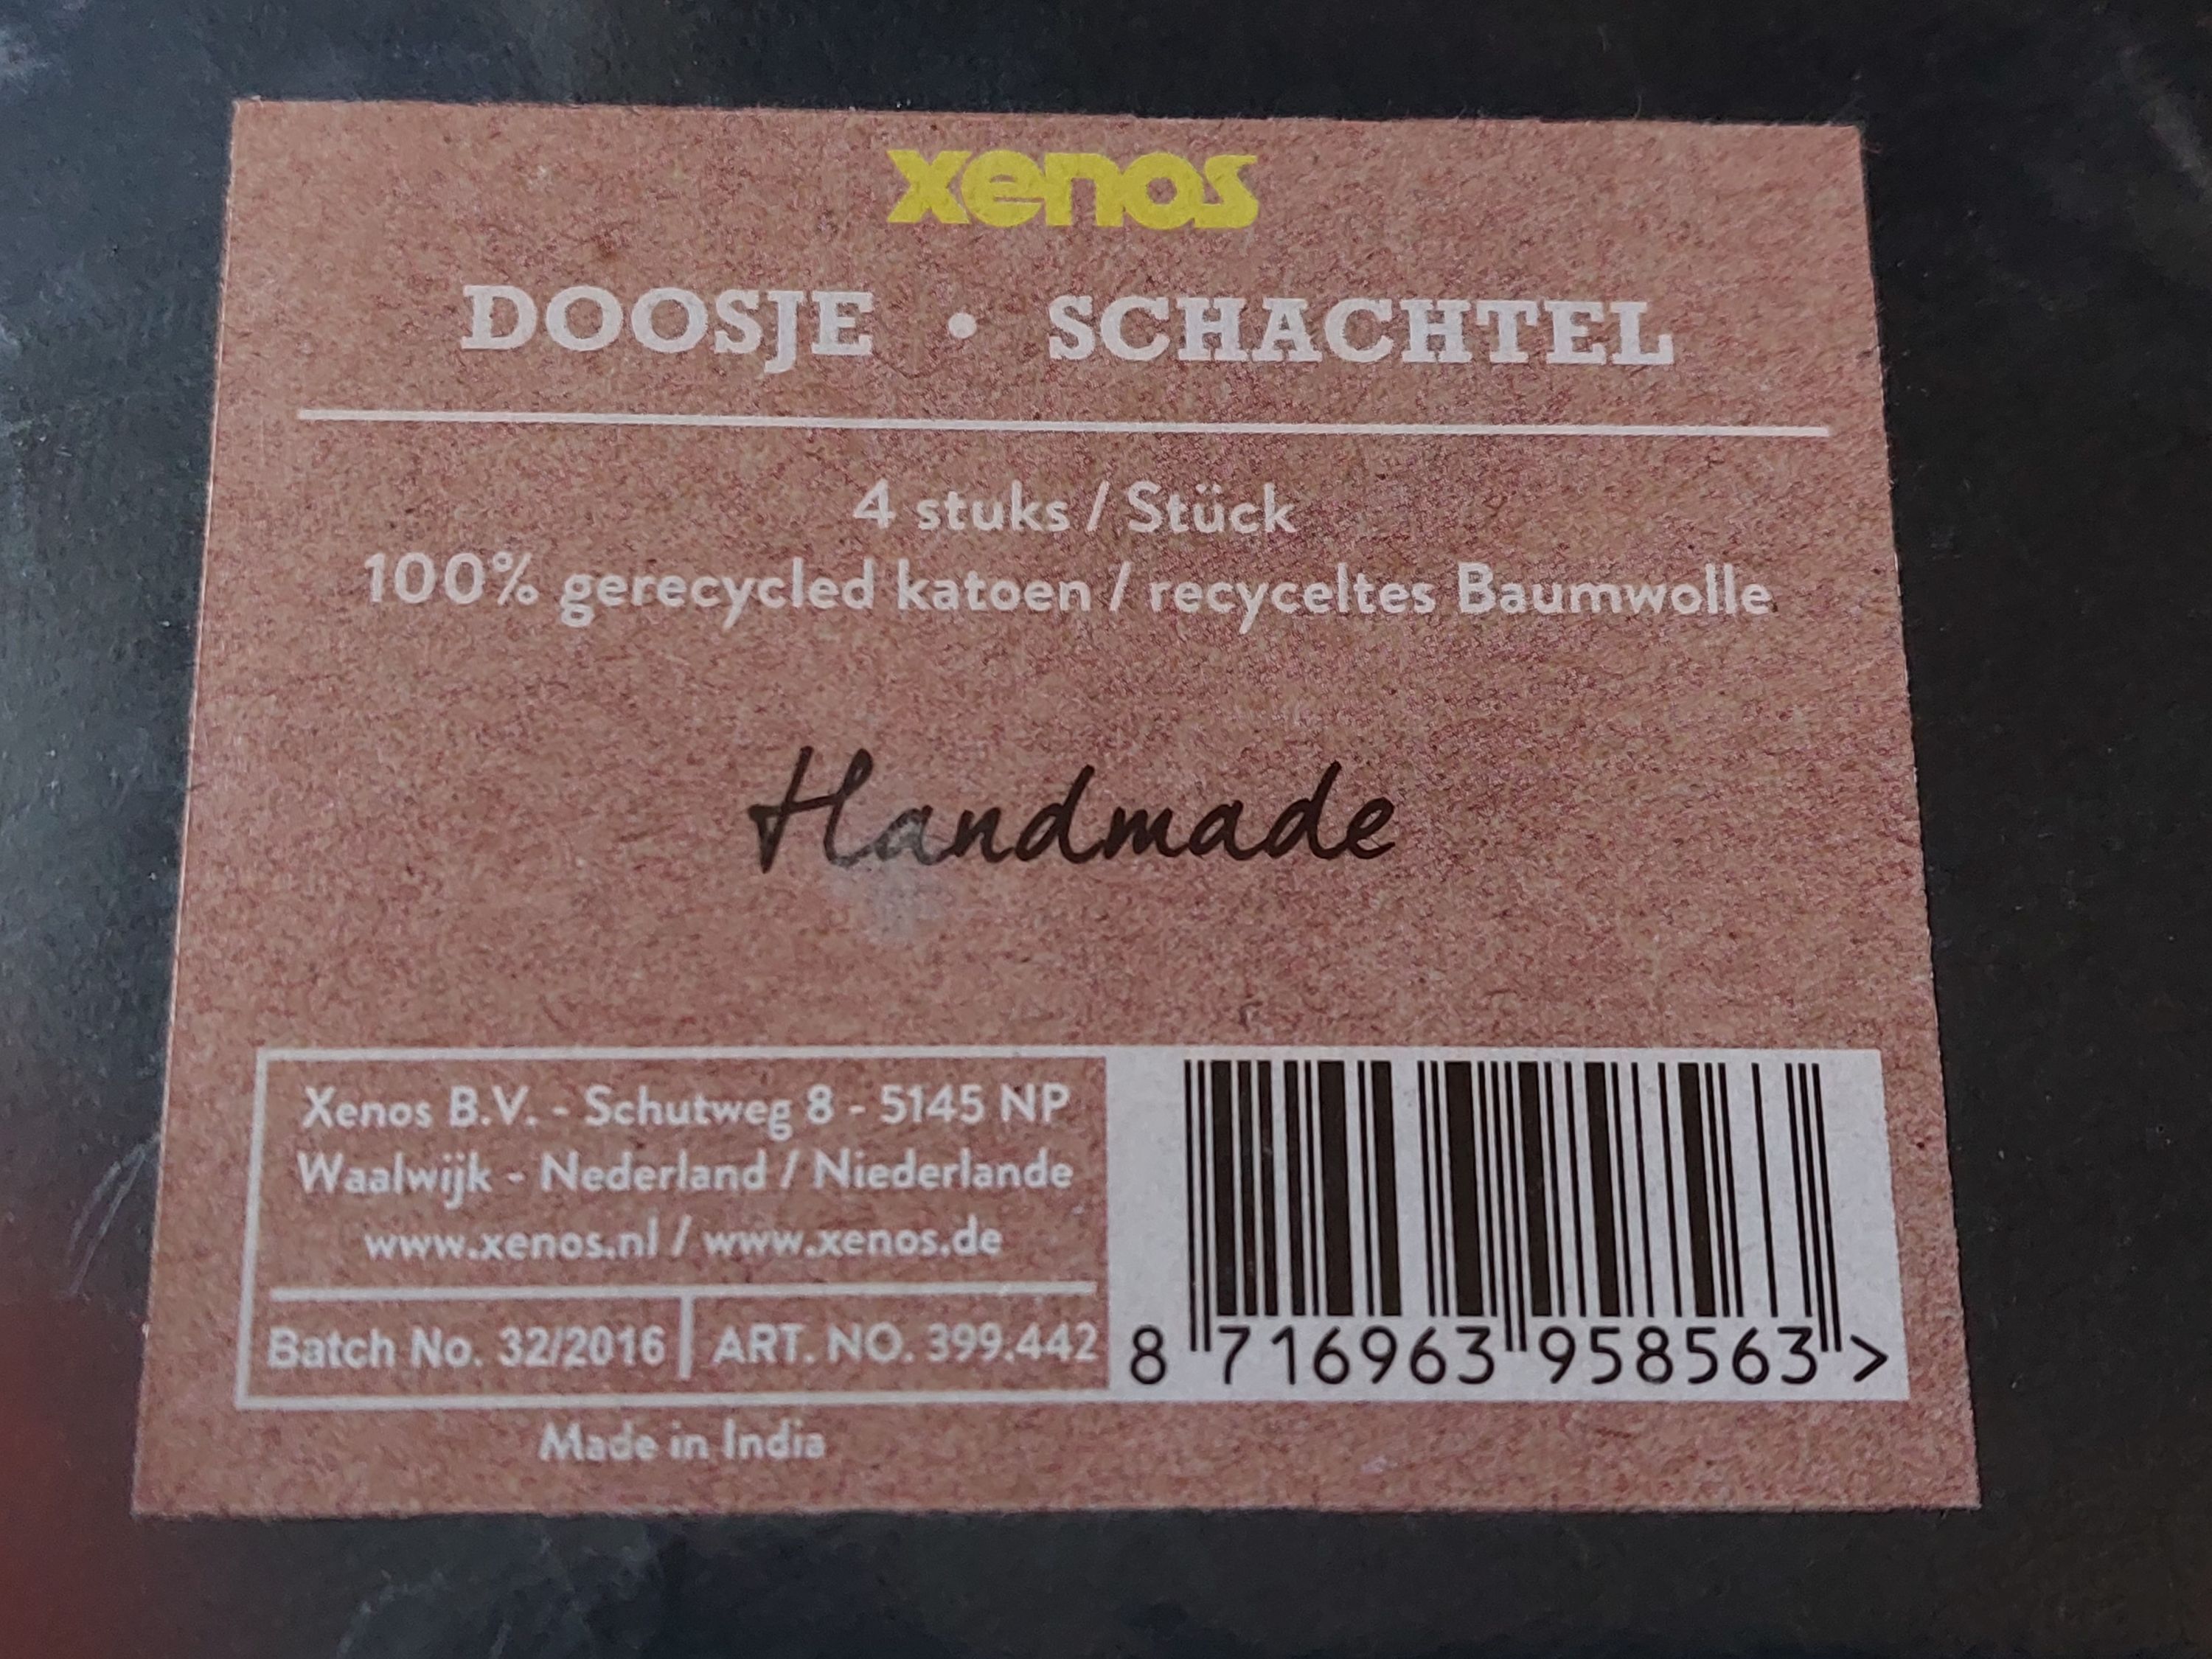 xenos
DOOSJE • SCHACHTEL
4 stuks / Stück
100% gerecycled katoen / recyceltes Baumwolle
Handmade
Xenos B.V. - Schutweg 8 - 5145 NP
Waalwijk - Nederland / Niederlande
www.xenos.nl / www.xenos.de
Batch No. 32/2016 | ART. NO. 399.442
8 716963 958563 >
Made in India